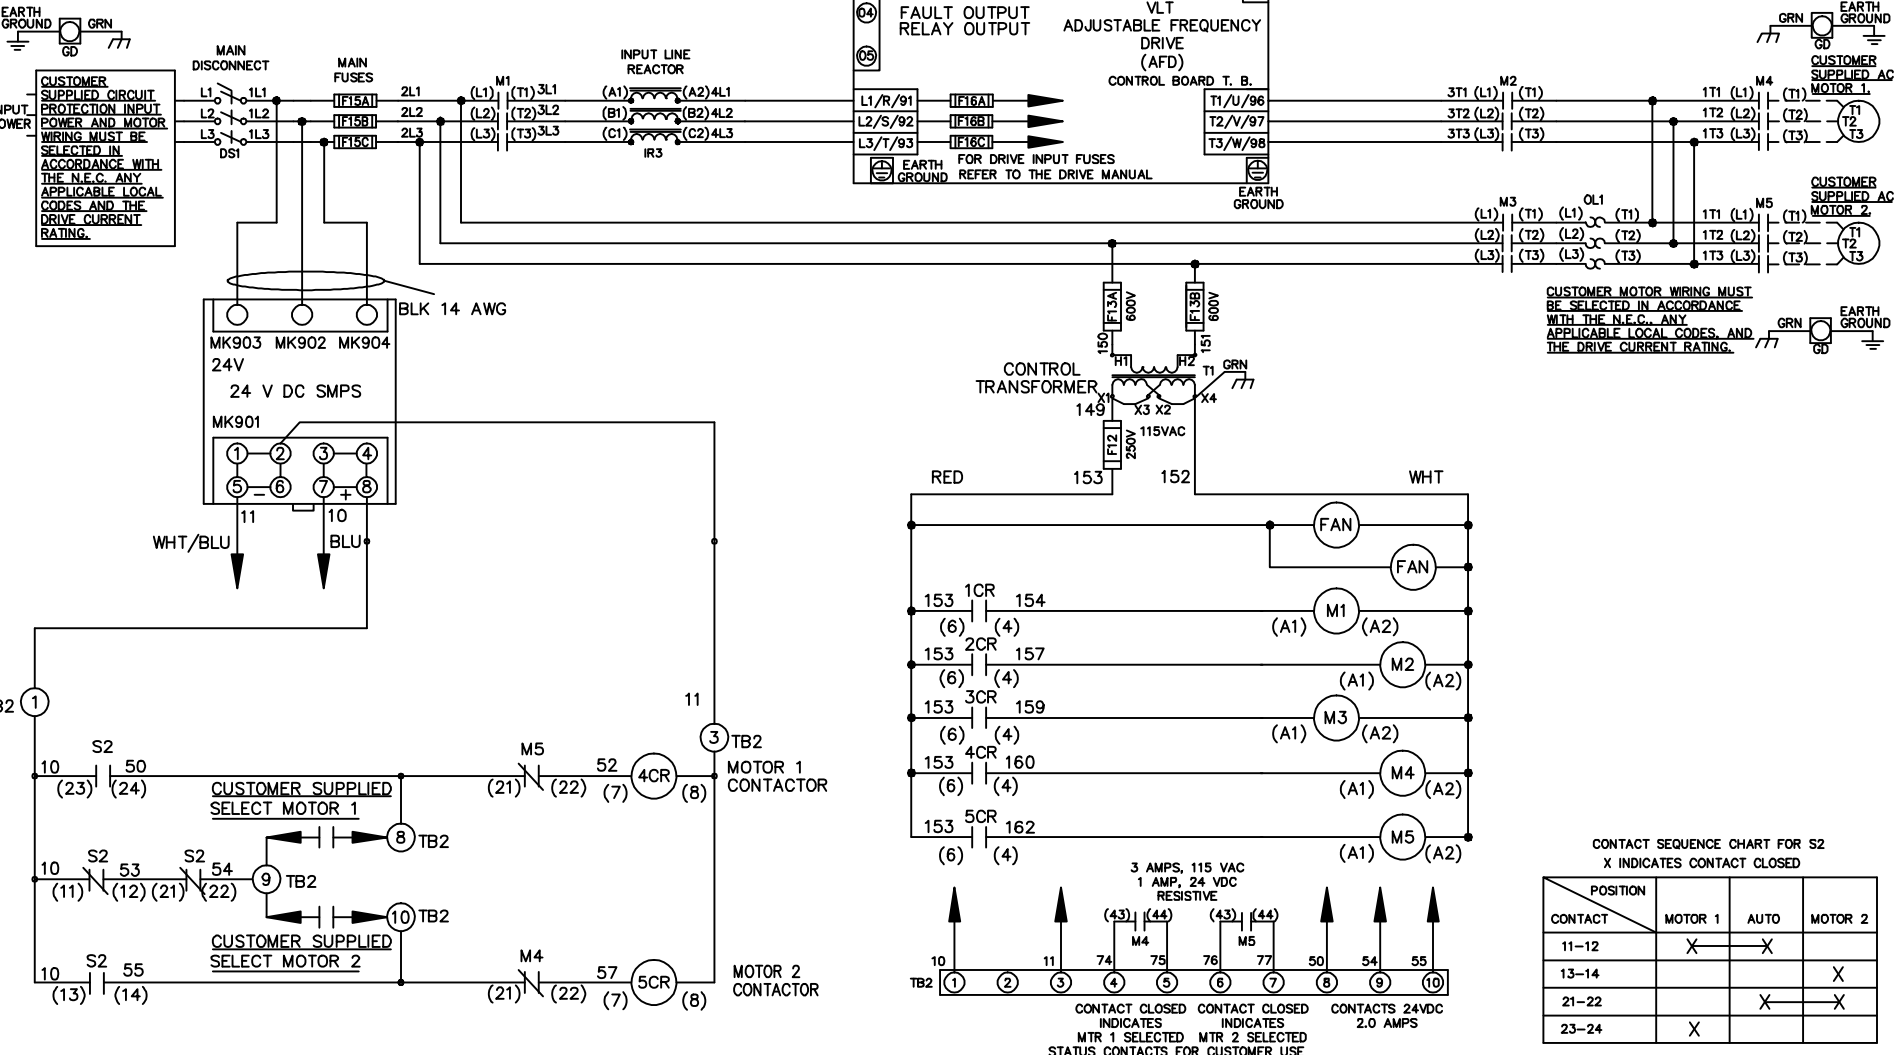 EARTH
GROUND
GRN
GD
CUSTOMER
SUPPLIED CIRCUIT
PROTECTION INPUT
POWER AND MOTOR
WIRING MUST BE
SELECTED IN
ACCORDANCE WITH
THE N.E.C. ANY
APPLICABLE LOCAL
CODES AND THE
DRIVE CURRENT
RATING.
MAIN
DISCONNECT
L1 1L1
L2 1L2
L3 1L3
DS1
MAIN
FUSES
F15A
F15B
F15C
2L1
2L2
2L3
M1
(L1) (T1) 3L1
(L2) (T2) 3L2
(L3) (T3) 3L3
INPUT LINE
REACTOR
(A1) (A2) 4L1
(B1) (B2) 4L2
(C1) (C2) 4L3
IR3
04
05
FAULT OUTPUT
RELAY OUTPUT
VLT
ADJUSTABLE FREQUENCY
DRIVE
(AFD)
CONTROL BOARD T. B.
L1/R/91 F16A T1/U/96
L2/S/92 F16B T2/V/97
L3/T/93 F16C T3/W/98
EARTH
GROUND
FOR DRIVE INPUT FUSES
REFER TO THE DRIVE MANUAL
EARTH
GROUND
M2
3T1 (L1) (T1)
3T2 (L2) (T2)
3T3 (L3) (T3)
M4
1T1 (L1) (T1)
1T2 (L2) (T2)
1T3 (L3) (T3)
GRN
GD
EARTH
GROUND
CUSTOMER
SUPPLIED AC
MOTOR 1.
T1
T2
T3
M3
(L1) (T1)
(L2) (T2)
(L3) (T3)
OL1
(L1) (T1)
(L2) (T2)
(L3) (T3)
M5
1T1 (L1) (T1)
1T2 (L2) (T2)
1T3 (L3) (T3)
CUSTOMER
SUPPLIED AC
MOTOR 2.
T1
T2
T3
CUSTOMER MOTOR WIRING MUST
BE SELECTED IN ACCORDANCE
WITH THE N.E.C., ANY
APPLICABLE LOCAL CODES, AND
THE DRIVE CURRENT RATING.
GRN
GD
EARTH
GROUND
BLK 14 AWG
MK903 MK902 MK904
24V
24 V DC SMPS
MK901
1 2 3 4
5 − 6 7 + 8
11
10
WHT/BLU
BLU
F13A
600V
F13B
600V
150
151
H1 H2
T1
GRN
CONTROL
TRANSFORMER
X1 X3 X2 X4
149
F12
250V
115VAC
153
152
RED
WHT
FAN
FAN
153 1CR 154 M1
(6) (4) (A1) (A2)
153 2CR 157 M2
(6) (4) (A1) (A2)
153 3CR 159 M3
(6) (4) (A1) (A2)
153 4CR 160 M4
(6) (4) (A1) (A2)
153 5CR 162 M5
(6) (4) (A1) (A2)
1
11
3 TB2
10 S2 50
(23) (24)
M5 52 4CR
(21) (22) (7) (8)
MOTOR 1
CONTACTOR
CUSTOMER SUPPLIED
SELECT MOTOR 1
8 TB2
10 S2 53 S2 54
(11) (12) (21) (22)
9 TB2
10 TB2
CUSTOMER SUPPLIED
SELECT MOTOR 2
10 S2 55
(13) (14)
M4 57 5CR
(21) (22) (7) (8)
MOTOR 2
CONTACTOR
3 AMPS, 115 VAC
1 AMP, 24 VDC
RESISTIVE
(43) (44) (43) (44)
M4 M5
10 11 74 75 76 77 50 54 55
TB2 1 2 3 4 5 6 7 8 9 10
CONTACT CLOSED
INDICATES
MTR 1 SELECTED
CONTACT CLOSED
INDICATES
MTR 2 SELECTED
CONTACTS 24VDC
2.0 AMPS
STATUS CONTACTS FOR CUSTOMER USE
CONTACT SEQUENCE CHART FOR S2
X INDICATES CONTACT CLOSED
POSITION
CONTACT MOTOR 1 AUTO MOTOR 2
11-12 X X
13-14 X
21-22 X X
23-24 X